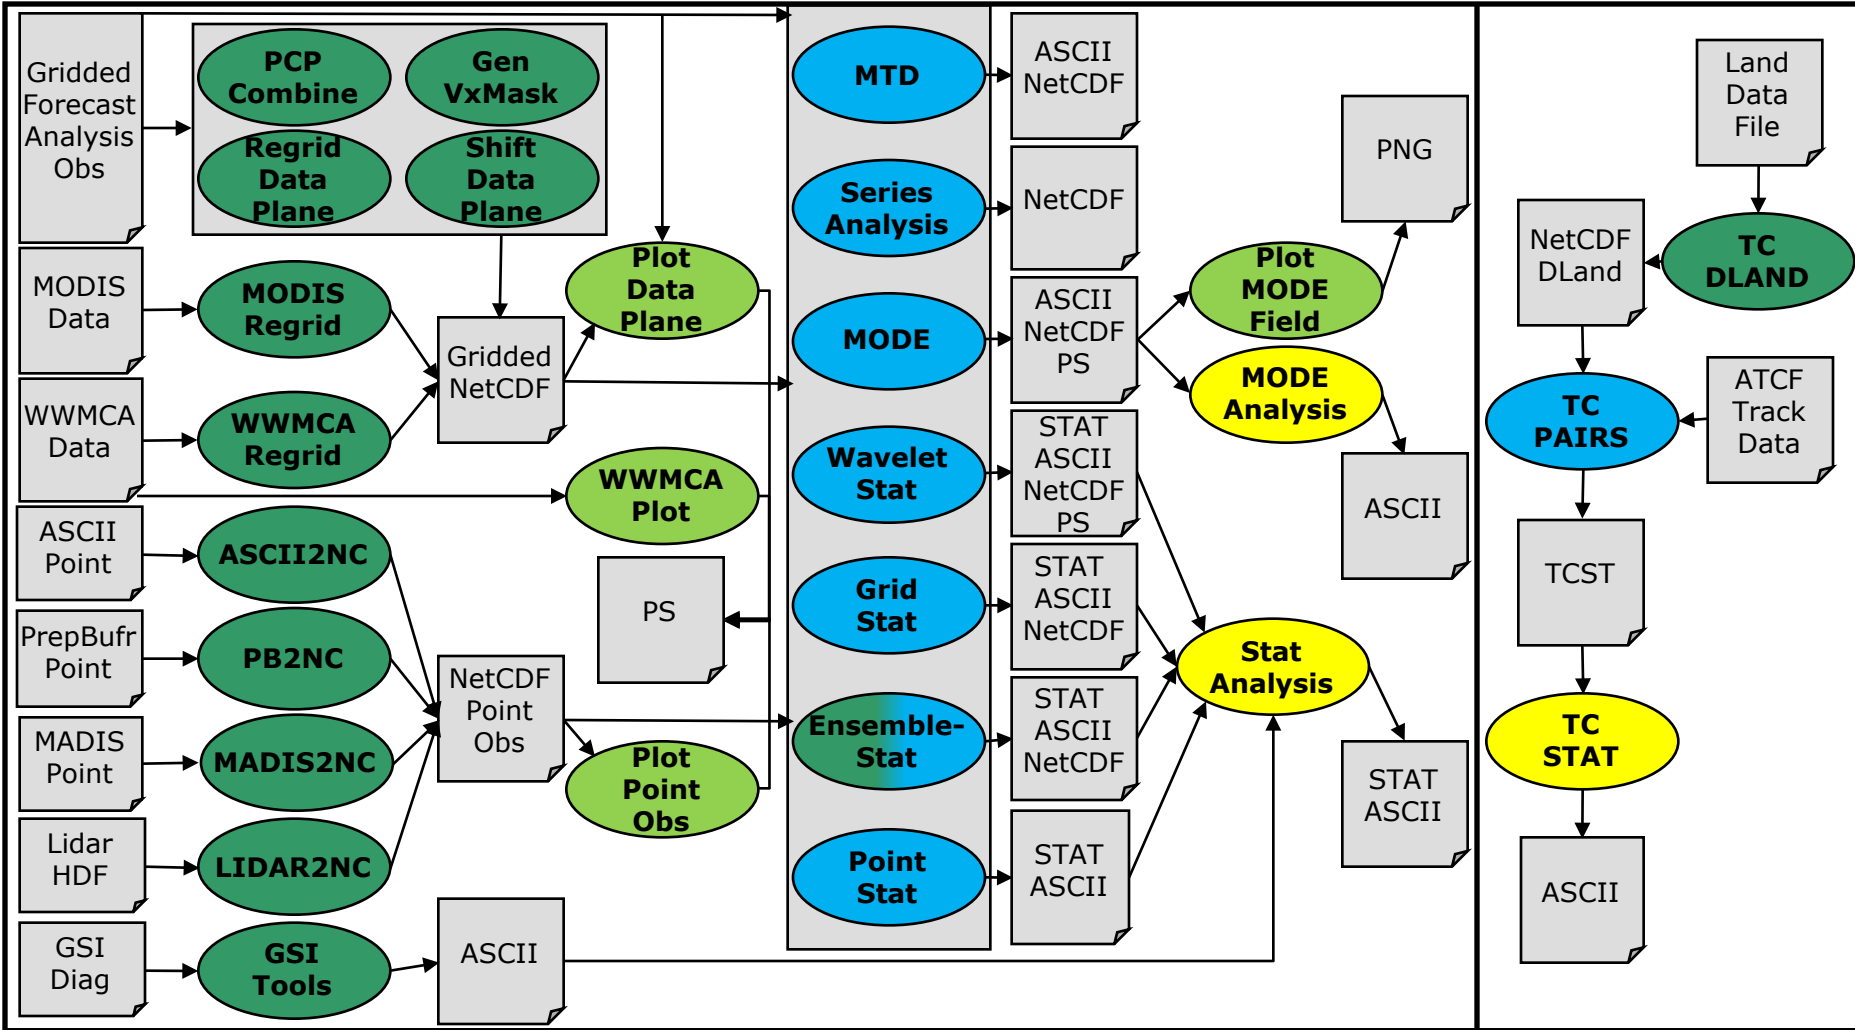 Gridded
Forecast
Analysis
Obs
PCP
Combine
Gen
VxMask
Regrid
Data
Plane
Shift
Data
Plane
MODIS
Data
MODIS
Regrid
WWMCA
Data
WWMCA
Regrid
Gridded
NetCDF
Plot
Data
Plane
WWMCA
Plot
ASCII
Point
ASCII2NC
PrepBufr
Point
PB2NC
MADIS
Point
MADIS2NC
Lidar
HDF
LIDAR2NC
NetCDF
Point
Obs
PS
Plot
Point
Obs
GSI
Diag
GSI
Tools
ASCII
MTD
ASCII
NetCDF
Series
Analysis
NetCDF
MODE
ASCII
NetCDF
PS
Plot
MODE
Field
PNG
MODE
Analysis
ASCII
Wavelet
Stat
STAT
ASCII
NetCDF
PS
Grid
Stat
STAT
ASCII
NetCDF
Ensemble-
Stat
STAT
ASCII
NetCDF
Point
Stat
STAT
ASCII
Stat
Analysis
STAT
ASCII
Land
Data
File
TC
DLAND
NetCDF
DLand
ATCF
Track
Data
TC
PAIRS
TCST
TC
STAT
ASCII